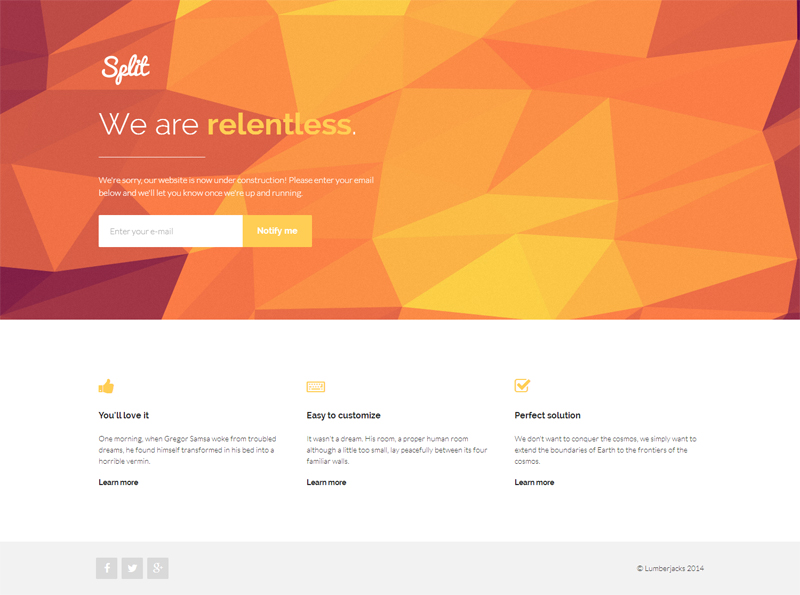 Split
We are relentless.
We're sorry, our website is now under construction! Please enter your email
below and we'll let you know once we're up and running.
Enter your e-mail
Notify me
You'll love it
One morning, when Gregor Samsa woke from troubled
dreams, he found himself transformed in his bed into a
horrible vermin.
Learn more
Easy to customize
It wasn't a dream. His room, a proper human room
although a little too small, lay peacefully between its four
familiar walls.
Learn more
Perfect solution
We don't want to conquer the cosmos, we simply want to
extend the boundaries of Earth to the frontiers of the
cosmos.
Learn more
© Lumberjacks 2014